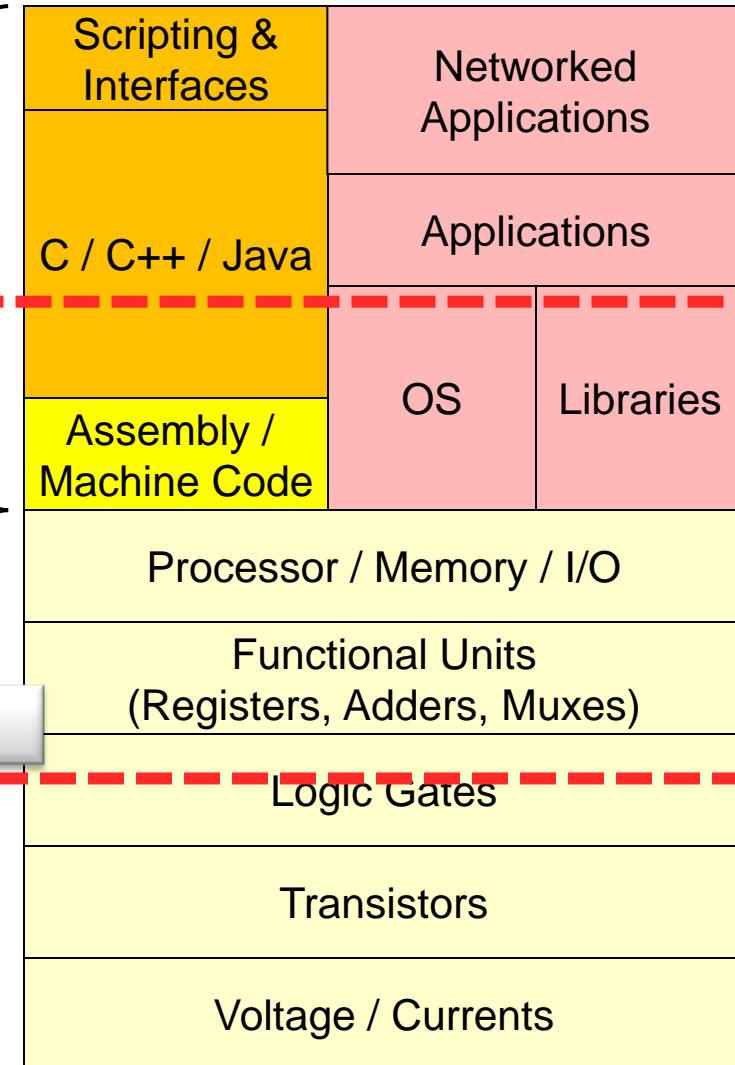 Scripting &
Interfaces
Networked
Applications
C / C++ / Java
Applications
OS
Libraries
Assembly /
Machine Code
Processor / Memory / I/O
Functional Units
(Registers, Adders, Muxes)
Logic Gates
Transistors
Voltage / Currents